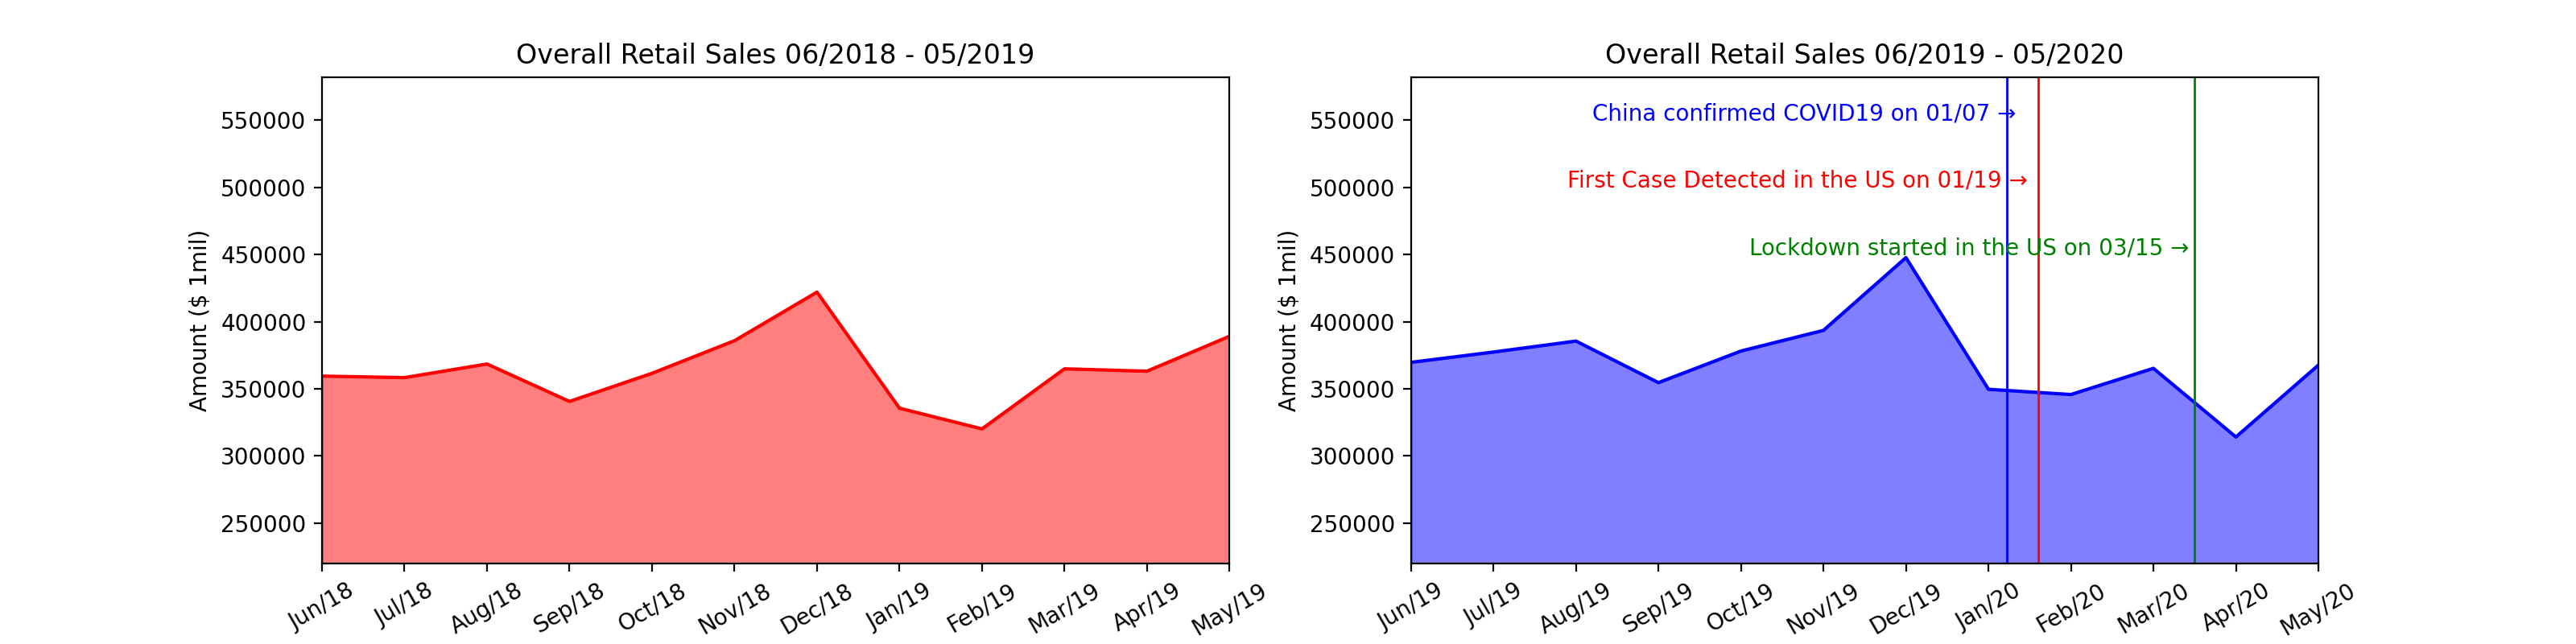 Overall Retail Sales 06/2018 - 05/2019
550000
500000
450000
400000
350000
300000
250000
Amount ($ 1mil)
Jun/18
Jul/18
Aug/18
Sep/18
Oct/18
Nov/18
Dec/18
Jan/19
Feb/19
Mar/19
Apr/19
May/19
Overall Retail Sales 06/2019 - 05/2020
China confirmed COVID19 on 01/07 →
First Case Detected in the US on 01/19 →
Lockdown started in the US on 03/15 →
550000
500000
450000
400000
350000
300000
250000
Amount ($ 1mil)
Jun/19
Jul/19
Aug/19
Sep/19
Oct/19
Nov/19
Dec/19
Jan/20
Feb/20
Mar/20
Apr/20
May/20